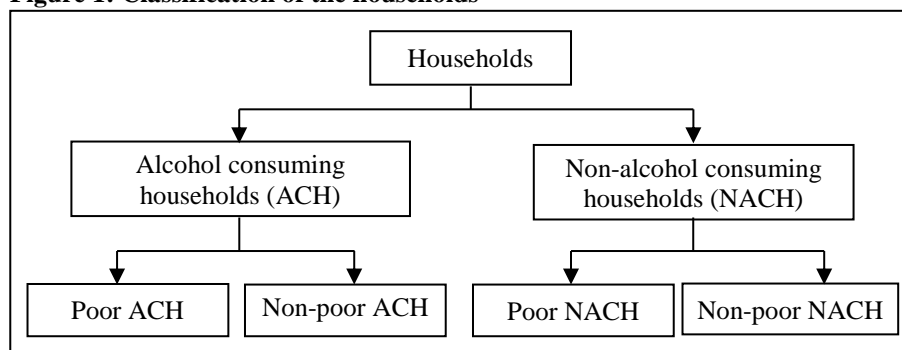 Figure 1: Classification of the households
Households
Alcohol consuming
households (ACH)
Non-alcohol consuming
households (NACH)
Poor ACH
Non-poor ACH
Poor NACH
Non-poor NACH